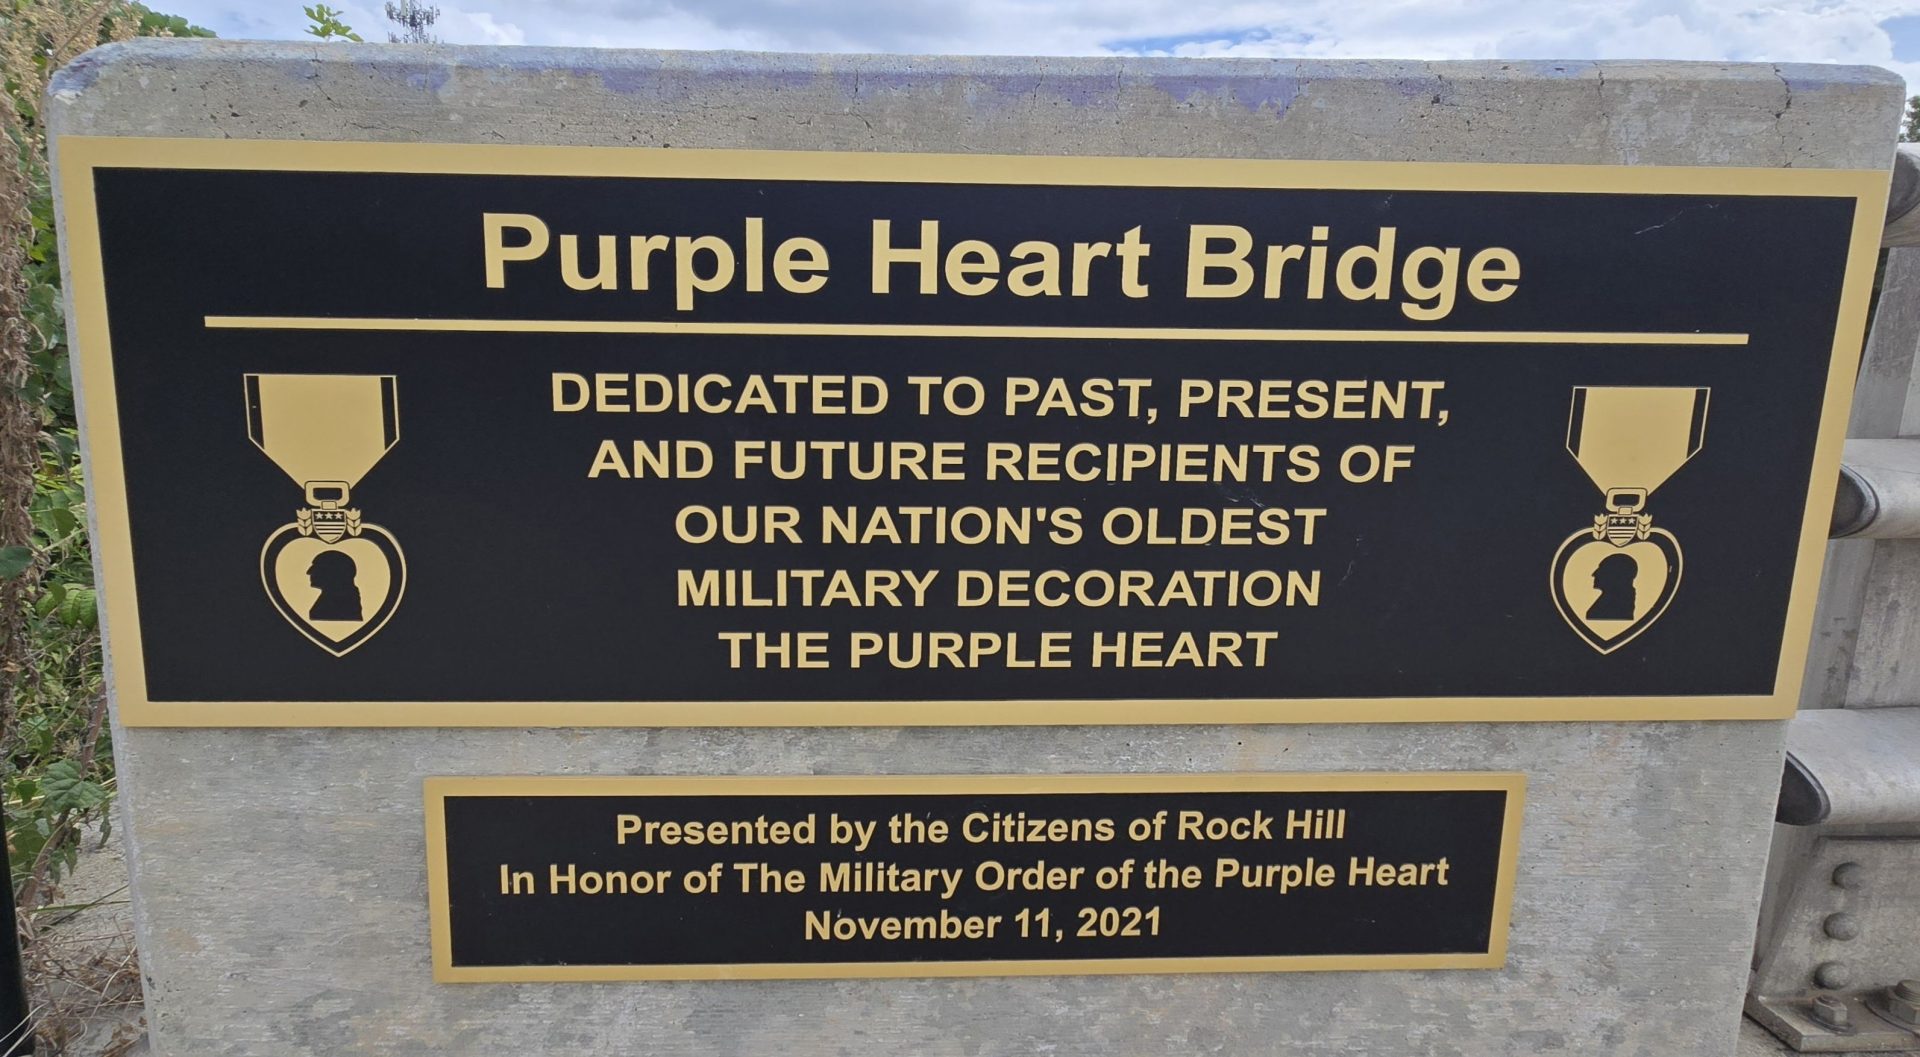 Purple Heart Bridge
DEDICATED TO PAST, PRESENT,
AND FUTURE RECIPIENTS OF
OUR NATION'S OLDEST
MILITARY DECORATION
THE PURPLE HEART
Presented by the Citizens of Rock Hill
In Honor of The Military Order of the Purple Heart
November 11, 2021